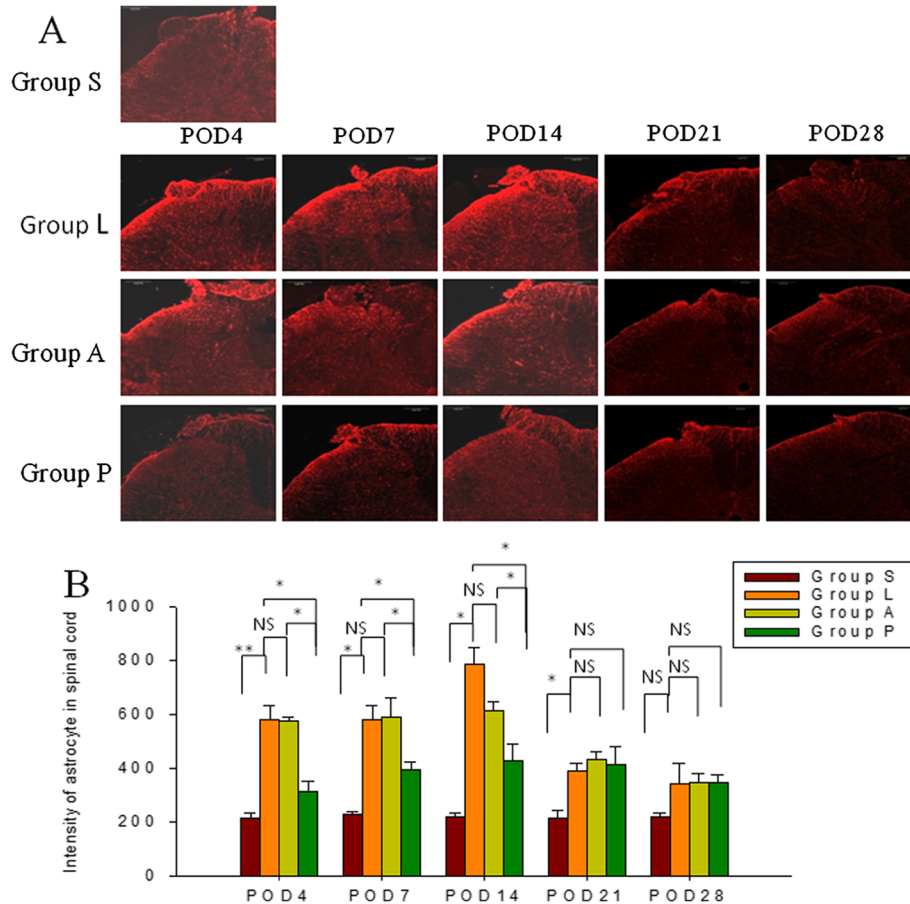 A
Group S
POD4 POD7 POD14 POD21 POD28
Group L
Group A
Group P
B
Group S
Group L
Group A
Group P
Intensity of astrocyte in spinal cord
1000
800
600
400
200
0
** NS * *
* NS * *
* NS * *
* NS NS
NS NS NS
POD4 POD7 POD14 POD21 POD28